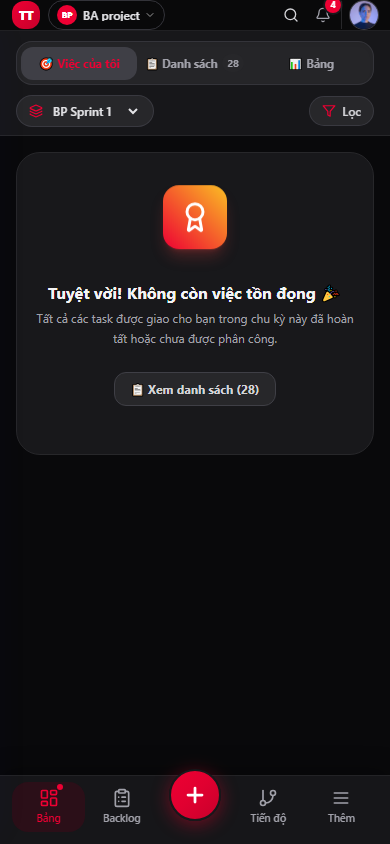 TT
BP BA project
4
🎯 Việc của tôi
📋 Danh sách 28
📊 Bảng
BP Sprint 1
Lọc
Tuyệt vời! Không còn việc tồn đọng 🎉
Tất cả các task được giao cho bạn trong chu kỳ này đã hoàn
tất hoặc chưa được phân công.
📋 Xem danh sách (28)
Bảng
Backlog
Tiến độ
Thêm